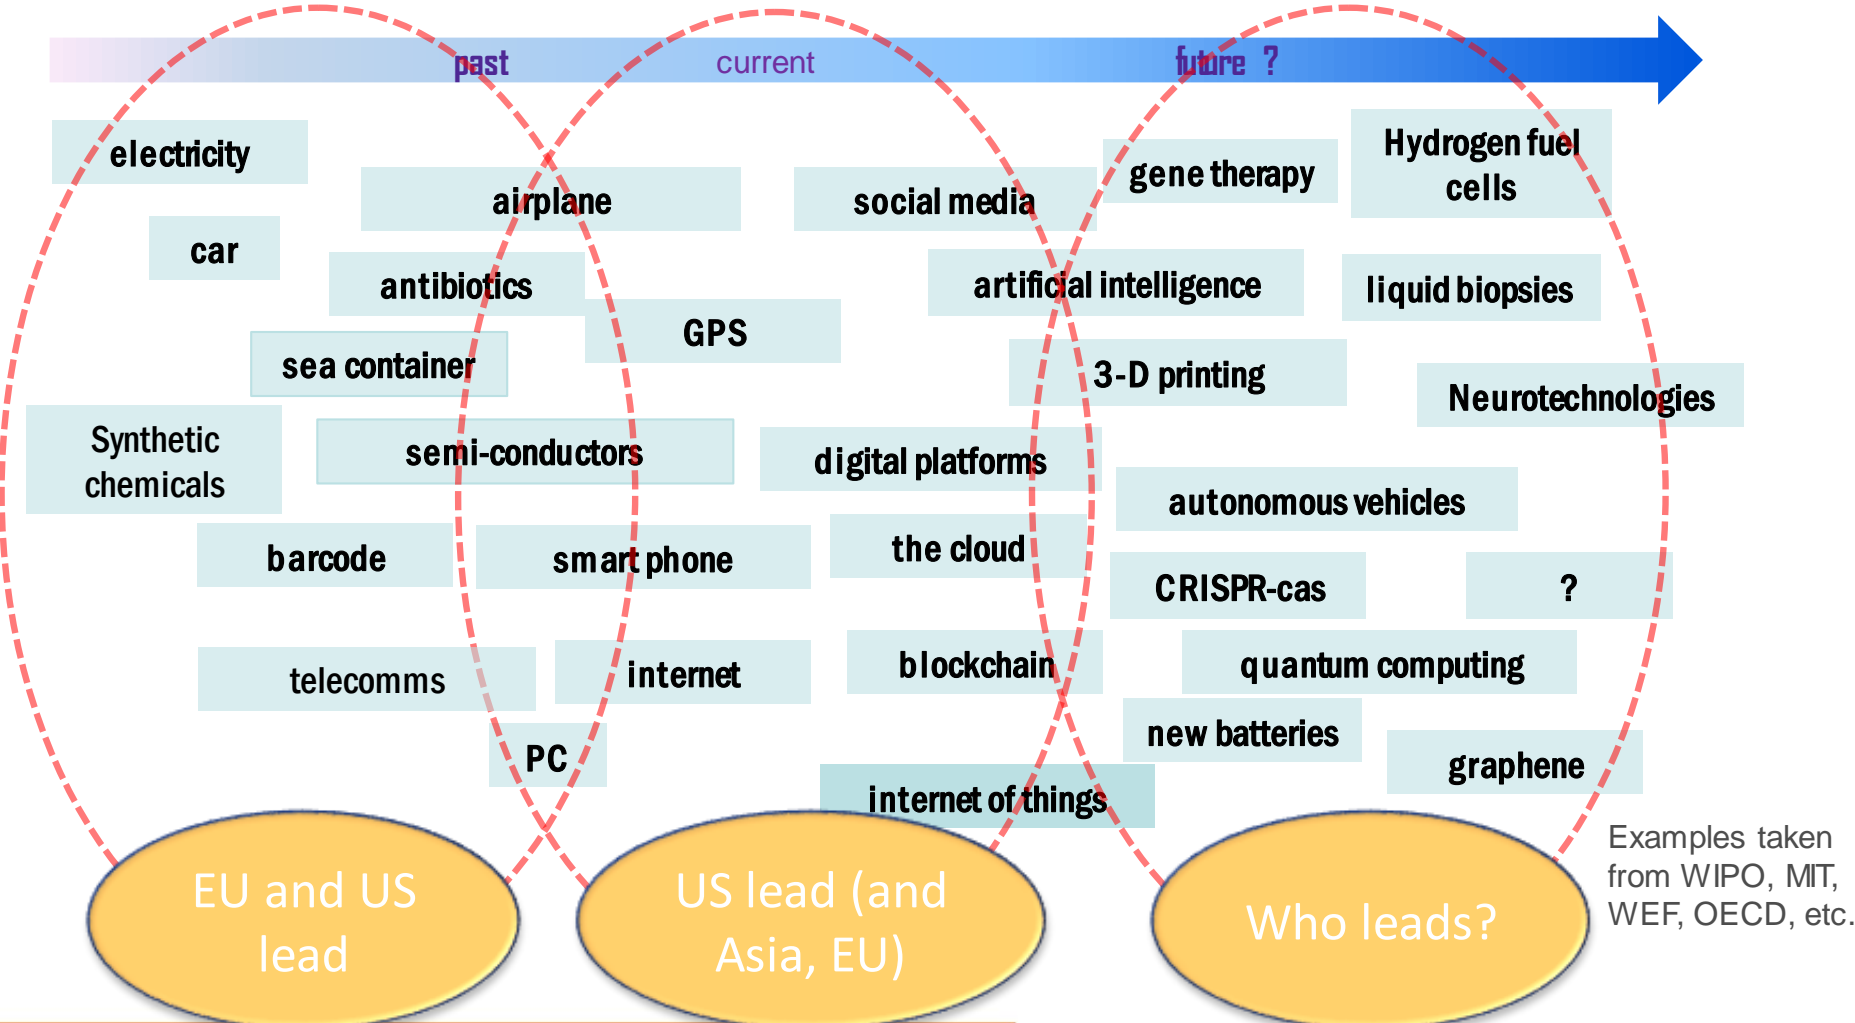 past
current
future ?
electricity
airplane
social media
gene therapy
Hydrogen fuel
cells
car
antibiotics
artificial intelligence
liquid biopsies
GPS
sea container
3-D printing
Neurotechnologies
Synthetic
chemicals
semi-conductors
digital platforms
autonomous vehicles
barcode
smart phone
the cloud
CRISPR-cas
?
telecomms
internet
blockchain
quantum computing
PC
new batteries
graphene
internet of things
EU and US
lead
US lead (and
Asia, EU)
Who leads?
Examples taken
from WIPO, MIT,
WEF, OECD, etc.